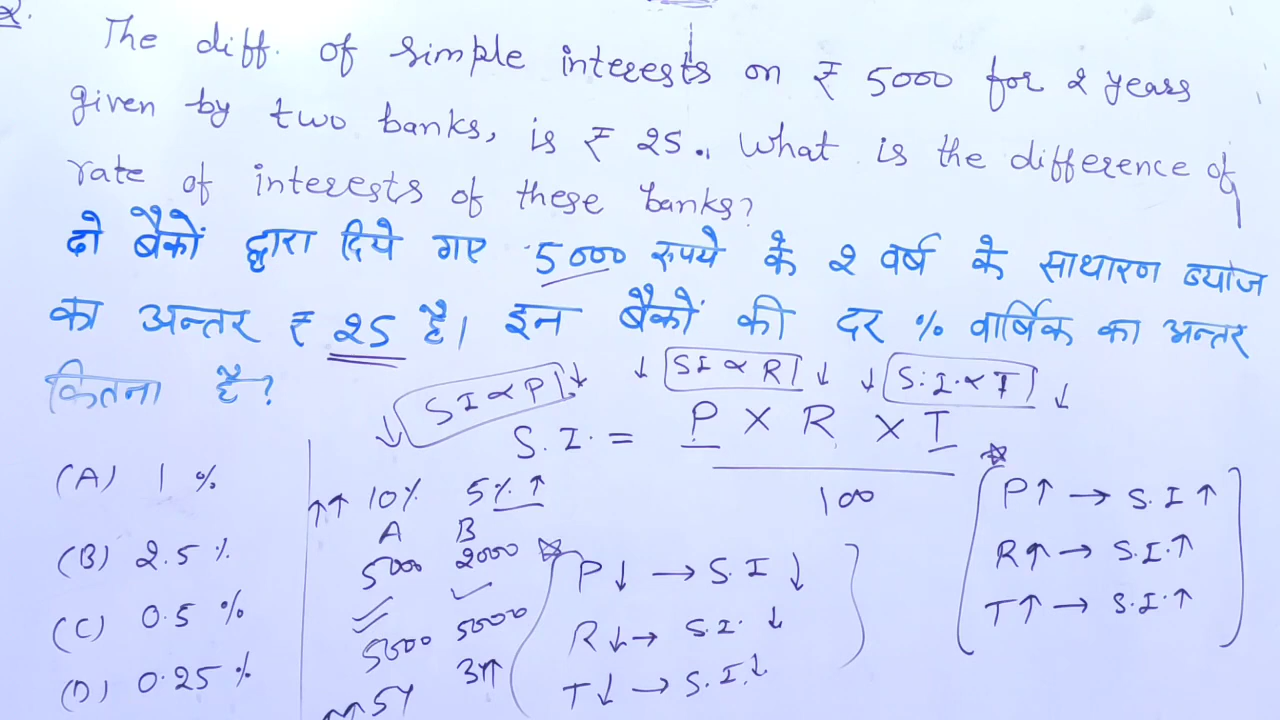 2.
The diff. of simple interests on ₹ 5000 for 2 years
given by two banks, is ₹ 25. What is the difference of
rate of interests of these banks?
दो बैंकों द्वारा दिये गए 5000 रुपये के 2 वर्ष के साधारण ब्याज
का अन्तर ₹ 25 है। इन बैंकों की दर % वार्षिक का अन्तर
कितना है?
↓ SI ∝ P ↓ ↓ SI ∝ R ↓ ↓ S.I. ∝ T ↓
S.I. = P × R × T
100
(A) 1 %
(B) 2.5 %
(C) 0.5 %
(D) 0.25 %
↑↑ 10% 5% ↑
A B
5000 2000
5000 5000
5Y 3Y↑
P↓ → S.I ↓
R↓ → S.I. ↓
T↓ → S.I.↓
P↑ → S.I↑
R↑ → S.I.↑
T↑ → S.I.↑